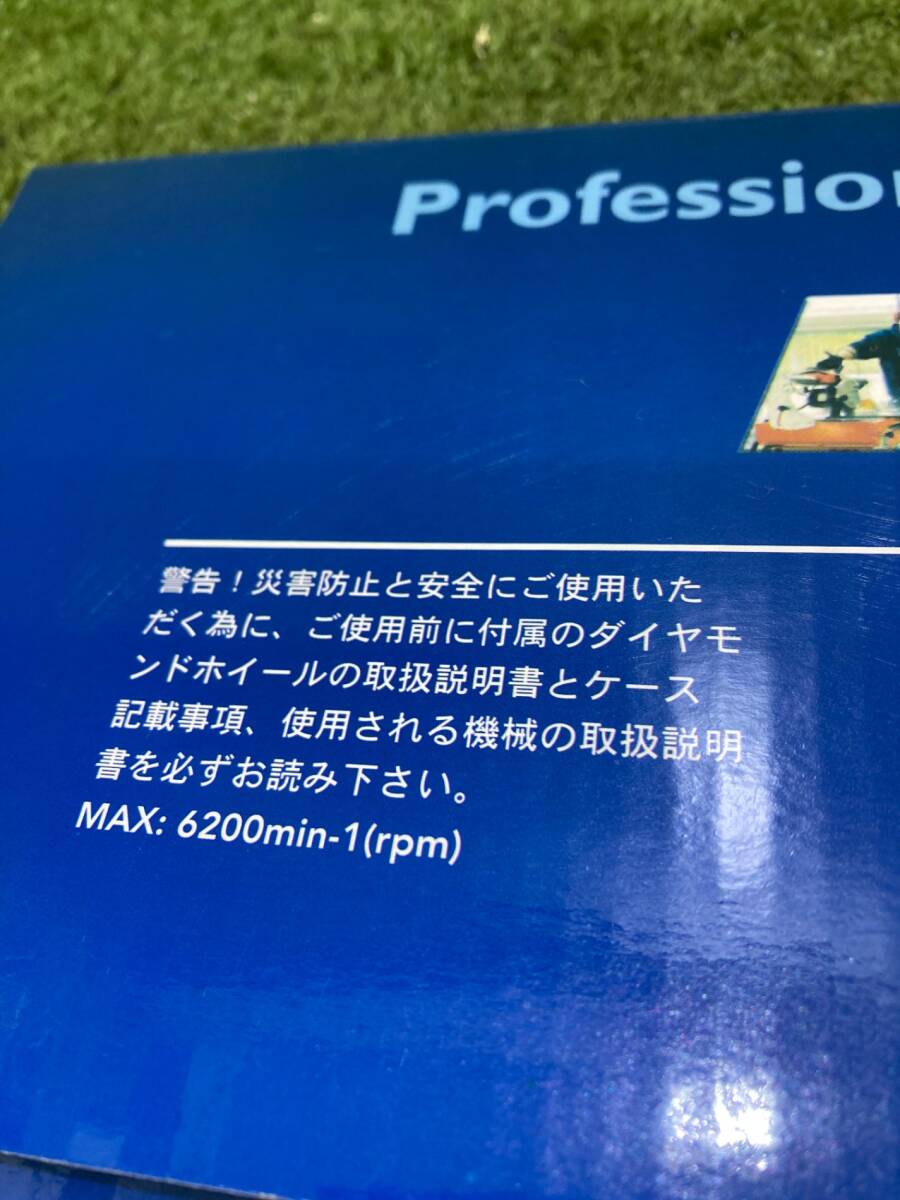 Professio
警告！災害防止と安全にご使用いた
だく為に、ご使用前に付属のダイヤモ
ンドホイールの取扱説明書とケース
記載事項、使用される機械の取扱説明
書を必ずお読み下さい。
MAX: 6200min-1(rpm)